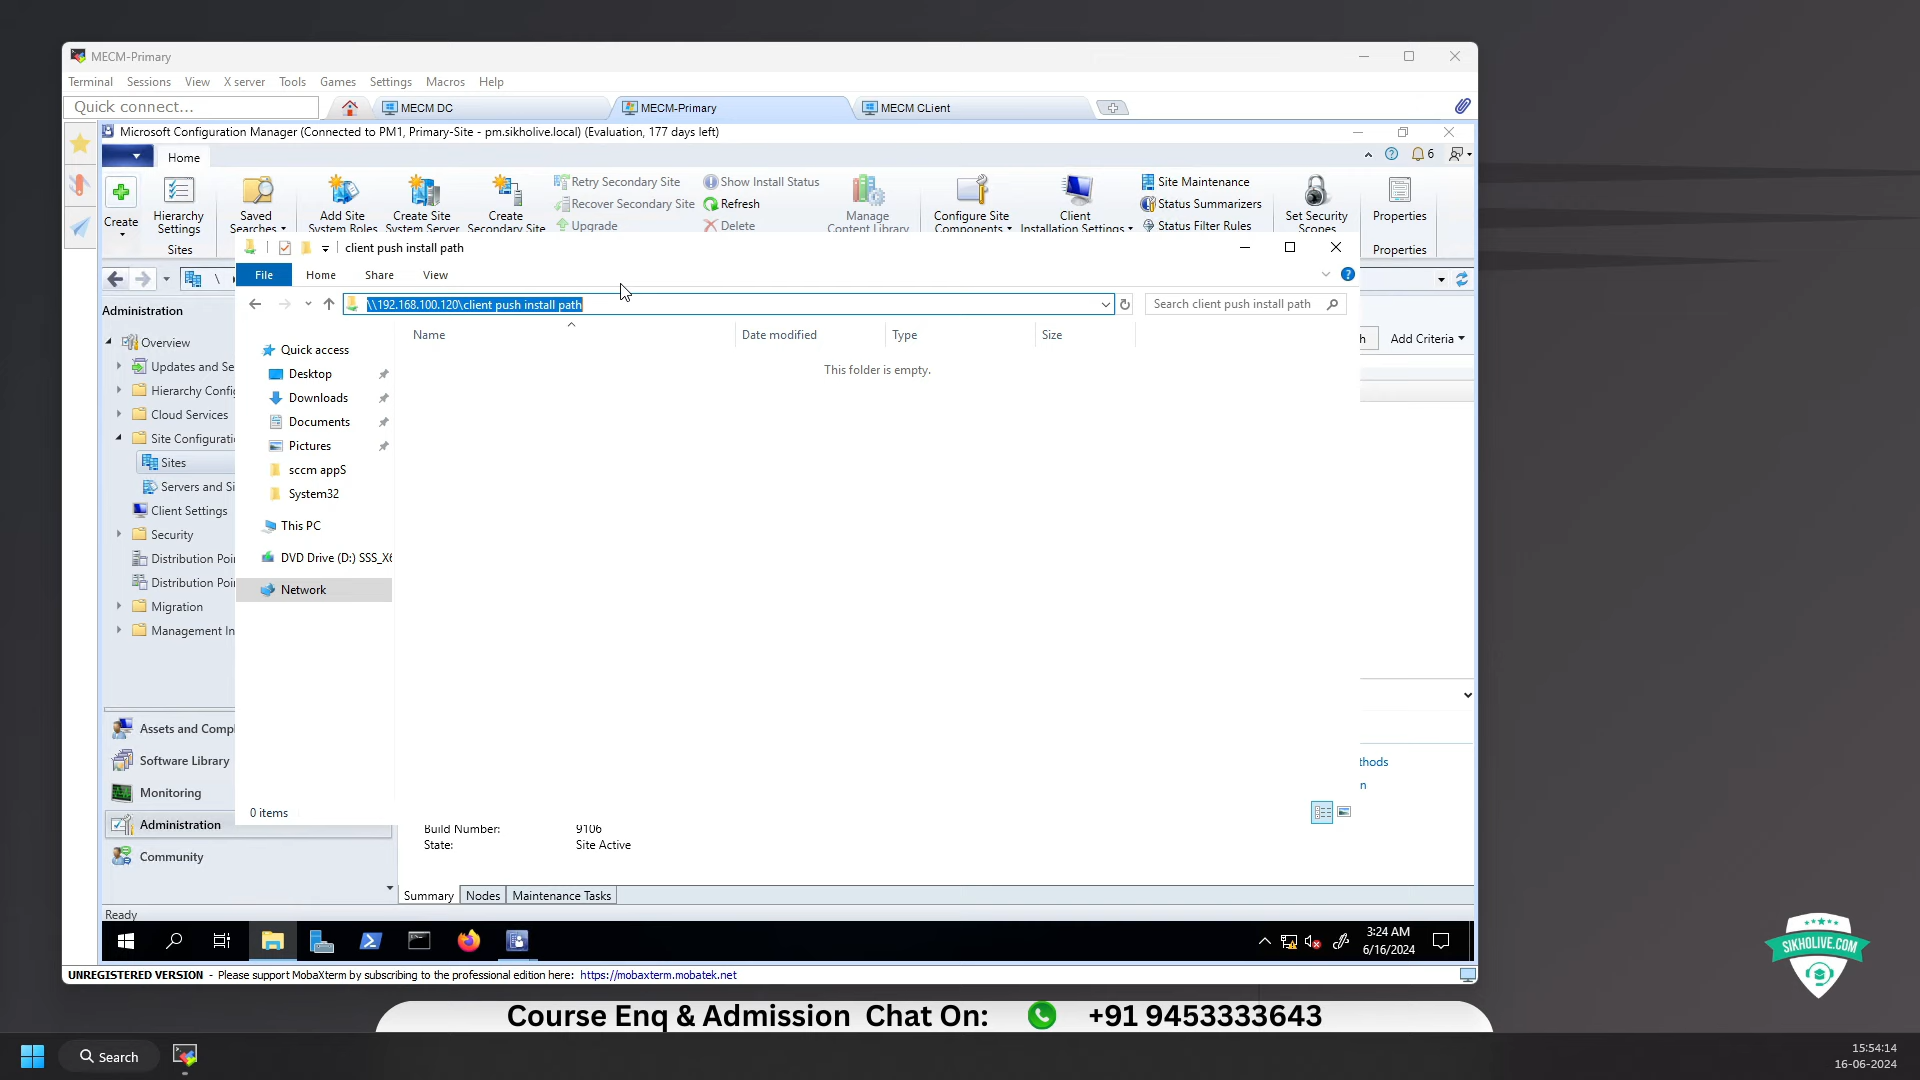 MECM-Primary
Terminal Sessions View X server Tools Games Settings Macros Help
Quick connect...
MECM DC
MECM-Primary
MECM CLient
Microsoft Configuration Manager (Connected to PM1, Primary-Site - pm.sikholive.local) (Evaluation, 177 days left)
Home
6
Create
Hierarchy Settings
Sites
Saved Searches
Add Site System Roles
Create Site System Server
Create Secondary Site
Retry Secondary Site
Recover Secondary Site
Upgrade
Show Install Status
Refresh
Delete
Manage Content Library
Configure Site Components
Client Installation Settings
Site Maintenance
Status Summarizers
Status Filter Rules
Set Security Scopes
Properties
Properties
client push install path
File Home Share View
\\192.168.100.120\client push install path
Search client push install path
Name Date modified Type Size
This folder is empty.
Quick access
Desktop
Downloads
Documents
Pictures
sccm appS
System32
This PC
DVD Drive (D:) SSS_X6
Network
0 items
\
Administration
Overview
Updates and Se
Hierarchy Config
Cloud Services
Site Configurati
Sites
Servers and Si
Client Settings
Security
Distribution Poi
Distribution Poi
Migration
Management In
Assets and Compl
Software Library
Monitoring
Administration
Community
h
Add Criteria
thods
n
Build Number: 9106
State: Site Active
Summary Nodes Maintenance Tasks
Ready
3:24 AM
6/16/2024
UNREGISTERED VERSION - Please support MobaXterm by subscribing to the professional edition here: https://mobaxterm.mobatek.net
SIKHOLIVE.COM
Course Enq & Admission Chat On: +91 9453333643
Search
15:54:14
16-06-2024